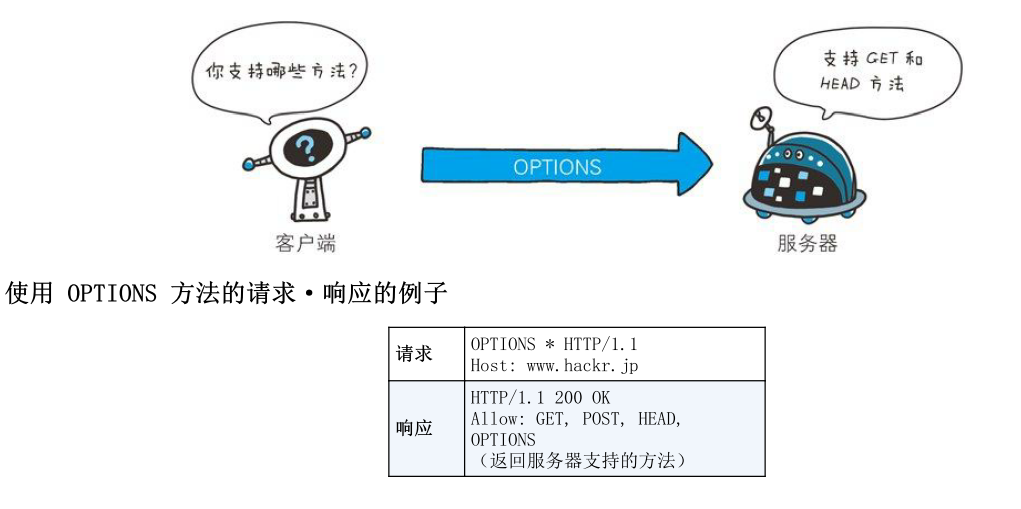 你支持哪些方法?
支持 GET 和
HEAD 方法
?
OPTIONS
客户端
服务器
使用 OPTIONS 方法的请求·响应的例子
请求
OPTIONS * HTTP/1.1
Host: www.hackr.jp
响应
HTTP/1.1 200 OK
Allow: GET, POST, HEAD,
OPTIONS
（返回服务器支持的方法）